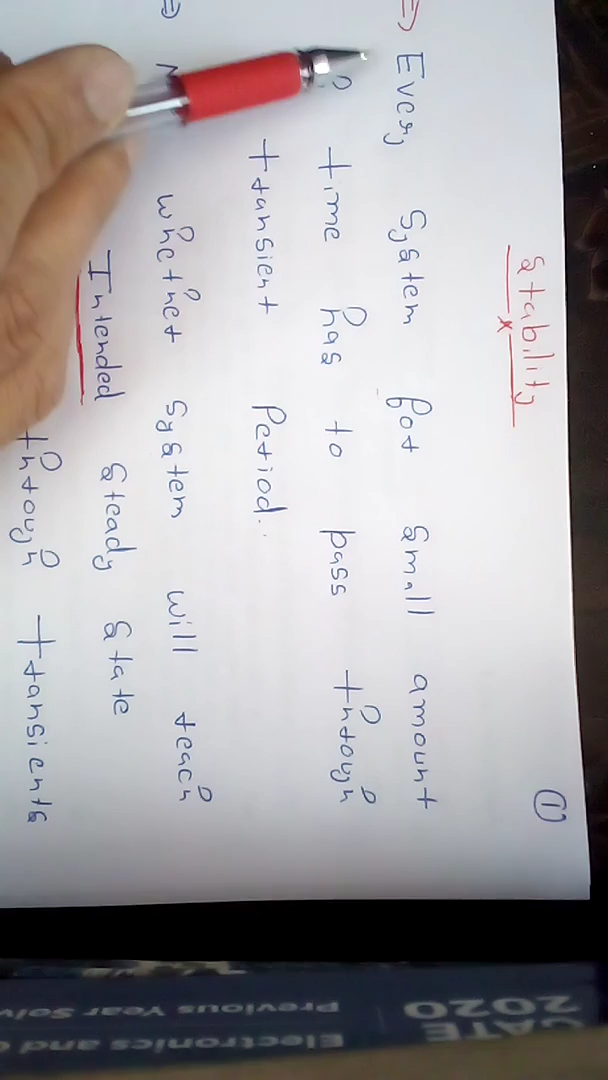 Stability
①
⇒ Every System for small amount
time has to pass through
transient Period.
⇒
whether system will reach
Intended steady state
through transients
GATE
2020
Previous Year Solv
Electronics and